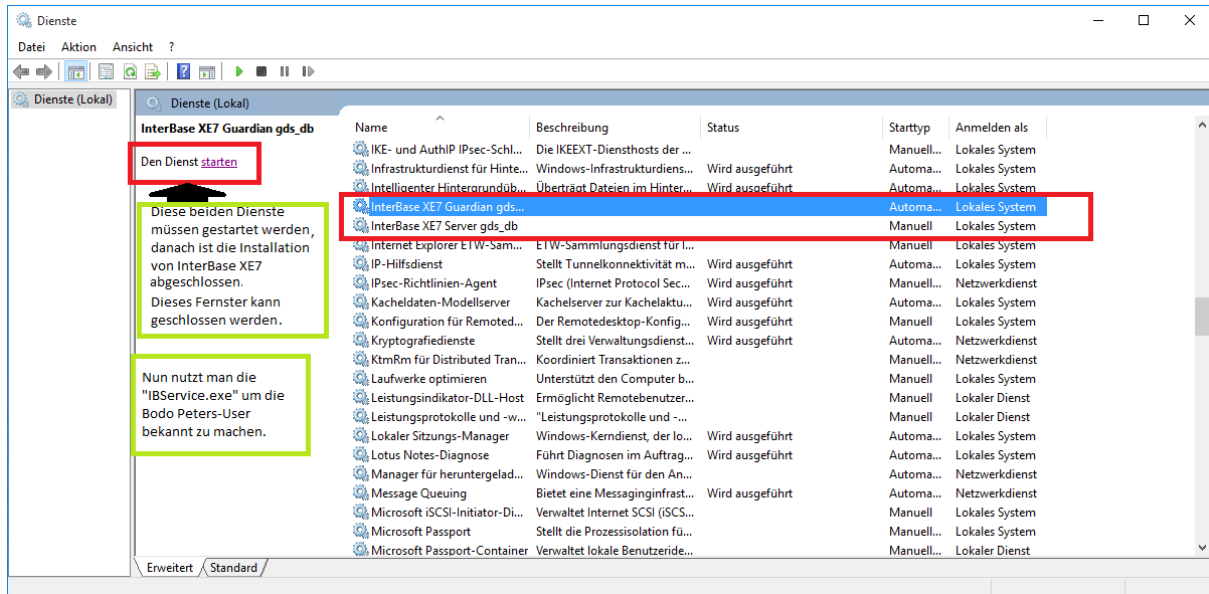 Dienste
Datei Aktion Ansicht ?
Dienste (Lokal)
Dienste (Lokal)
InterBase XE7 Guardian gds_db
Den Dienst starten
Diese beiden Dienste
müssen gestartet werden,
danach ist die Installation
von InterBase XE7
abgeschlossen.
Dieses Fernster kann
geschlossen werden.
Nun nutzt man die
"IBService.exe" um die
Bodo Peters-User
bekannt zu machen.
Name Beschreibung Status Starttyp Anmelden als
IKE- und AuthIP IPsec-Schl... Die IKEEXT-Diensthosts der ... Manuell... Lokales System
Infrastrukturdienst für Hinte... Windows-Infrastrukturdiens... Wird ausgeführt Automa... Lokales System
Intelligenter Hintergrundüb... Überträgt Dateien im Hinter... Wird ausgeführt Automa... Lokales System
InterBase XE7 Guardian gds... Automa... Lokales System
InterBase XE7 Server gds_db Manuell Lokales System
Internet Explorer ETW-Sam... ETW-Sammlungsdienst für I... Manuell Lokales System
IP-Hilfsdienst Stellt Tunnelkonnektivität m... Wird ausgeführt Automa... Lokales System
IPsec-Richtlinien-Agent IPsec (Internet Protocol Sec... Wird ausgeführt Manuell... Netzwerkdienst
Kacheldaten-Modellserver Kachelserver zur Kachelaktu... Wird ausgeführt Automa... Lokales System
Konfiguration für Remoted... Der Remotedesktop-Konfig... Wird ausgeführt Manuell Lokales System
Kryptografiedienste Stellt drei Verwaltungsdienst... Wird ausgeführt Automa... Netzwerkdienst
KtmRm für Distributed Tran... Koordiniert Transaktionen z... Manuell... Netzwerkdienst
Laufwerke optimieren Unterstützt den Computer b... Manuell Lokales System
Leistungsindikator-DLL-Host Ermöglicht Remotebenutzer... Manuell Lokaler Dienst
Leistungsprotokolle und -w... "Leistungsprotokolle und -... Manuell Lokaler Dienst
Lokaler Sitzungs-Manager Windows-Kerndienst, der lo... Wird ausgeführt Automa... Lokales System
Lotus Notes-Diagnose Führt Diagnosen im Auftrag... Wird ausgeführt Automa... Lokales System
Manager für heruntergelad... Windows-Dienst für den An... Automa... Netzwerkdienst
Message Queuing Bietet eine Messaginginfrast... Wird ausgeführt Automa... Netzwerkdienst
Microsoft iSCSI-Initiator-Di... Verwaltet Internet SCSI (iSCS... Manuell Lokales System
Microsoft Passport Stellt die Prozessisolation fü... Manuell... Lokales System
Microsoft Passport-Container Verwaltet lokale Benutzeride... Manuell... Lokaler Dienst
Erweitert Standard